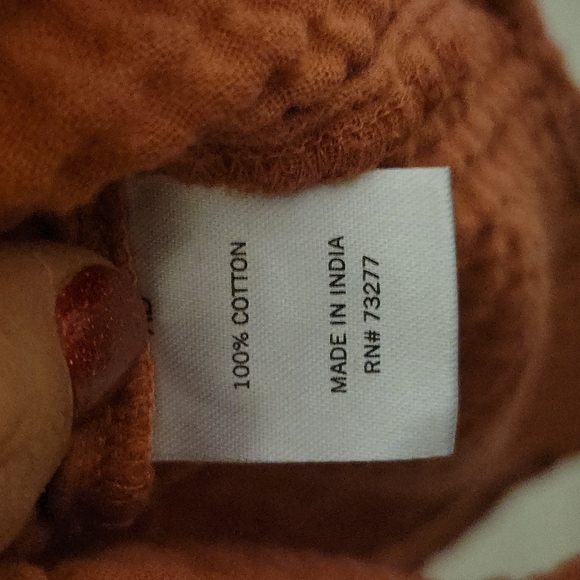 100% COTTON
MADE IN INDIA
RN# 73277